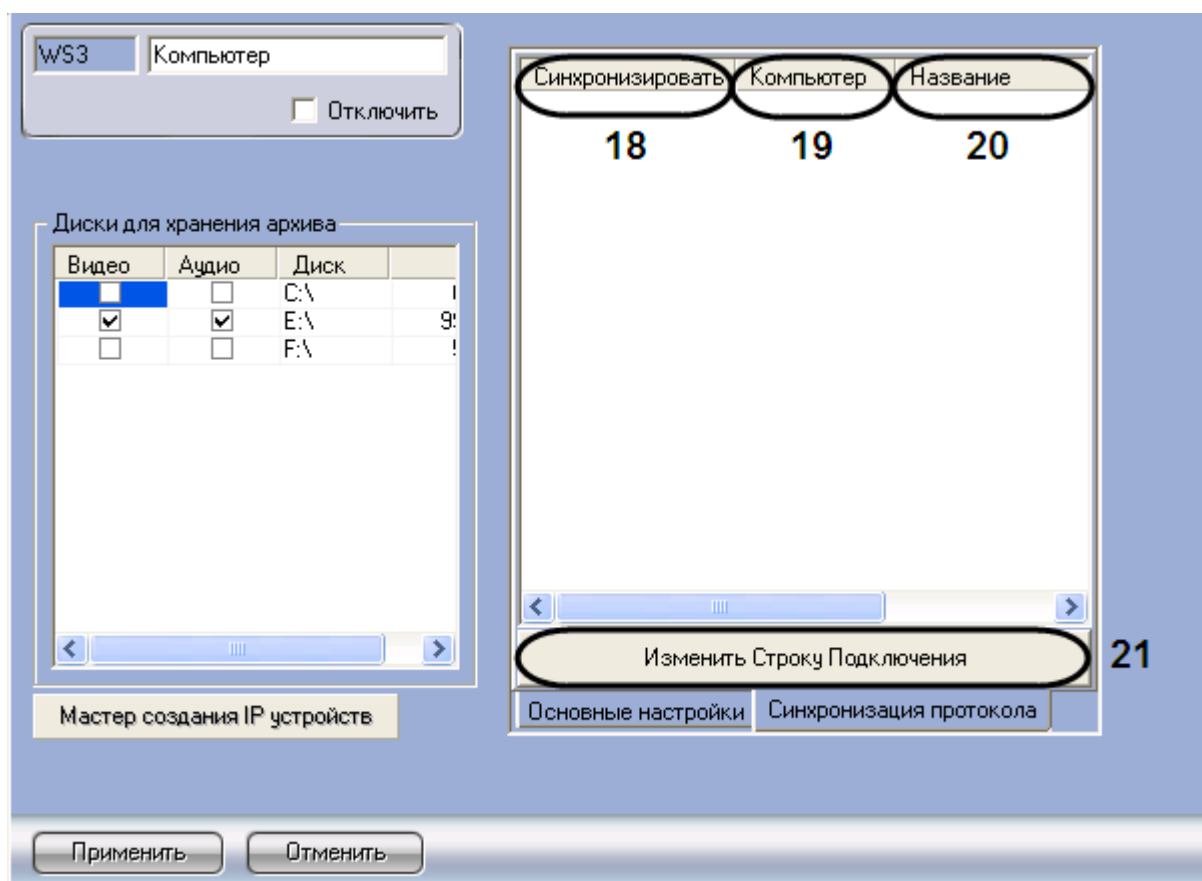 WS3 Компьютер
Отключить
Диски для хранения архива
Видео Аудио Диск
C:\
E:\
F:\
Мастер создания IP устройств
Синхронизировать Компьютер Название
18 19 20
Изменить Строку Подключения 21
Основные настройки Синхронизация протокола
Применить Отменить